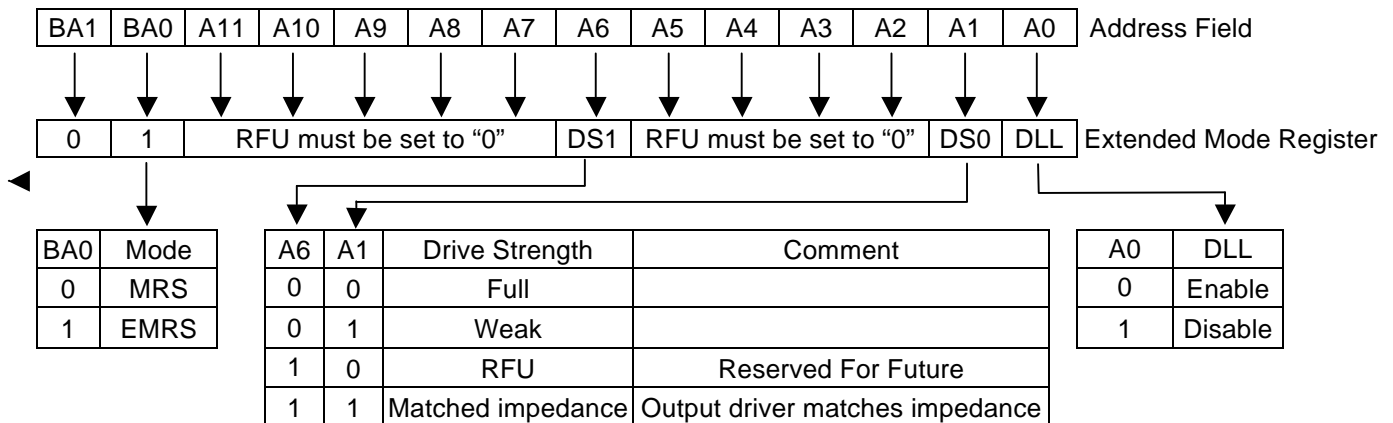 BA1 BA0 A11 A10 A9 A8 A7 A6 A5 A4 A3 A2 A1 A0 Address Field
0 1 RFU must be set to “0” DS1 RFU must be set to “0” DS0 DLL Extended Mode Register
BA0 Mode
0 MRS
1 EMRS
A6 A1 Drive Strength Comment
0 0 Full
0 1 Weak
1 0 RFU Reserved For Future
1 1 Matched impedance Output driver matches impedance
A0 DLL
0 Enable
1 Disable